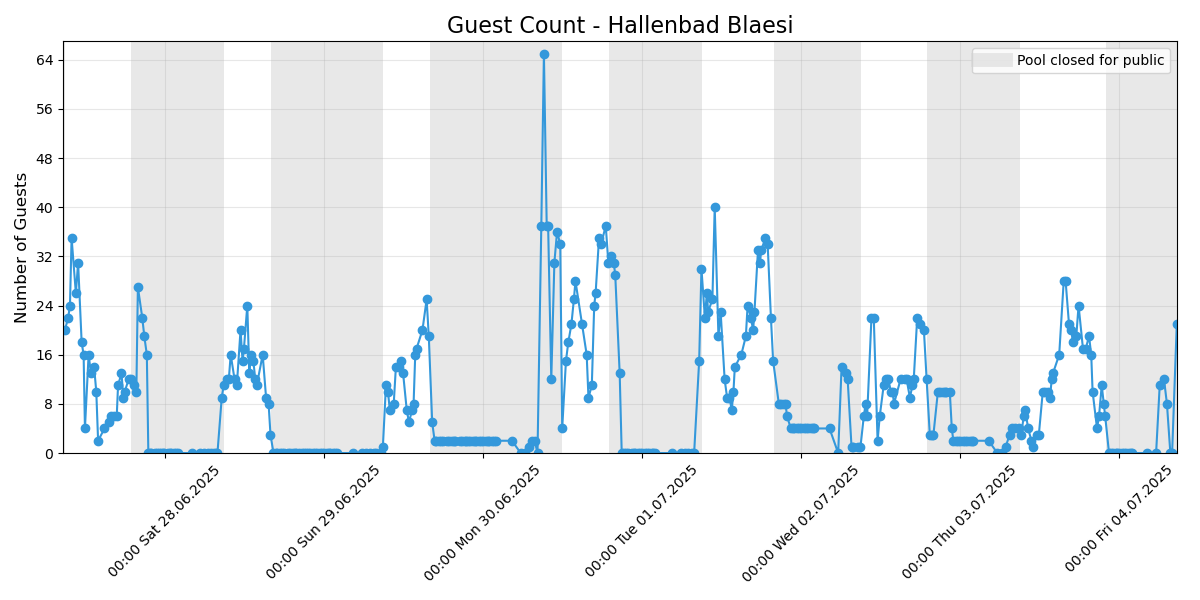 Guest Count - Hallenbad Blaesi
Pool closed for public
Number of Guests
64
56
48
40
32
24
16
8
0
00:00 Sat 28.06.2025
00:00 Sun 29.06.2025
00:00 Mon 30.06.2025
00:00 Tue 01.07.2025
00:00 Wed 02.07.2025
00:00 Thu 03.07.2025
00:00 Fri 04.07.2025